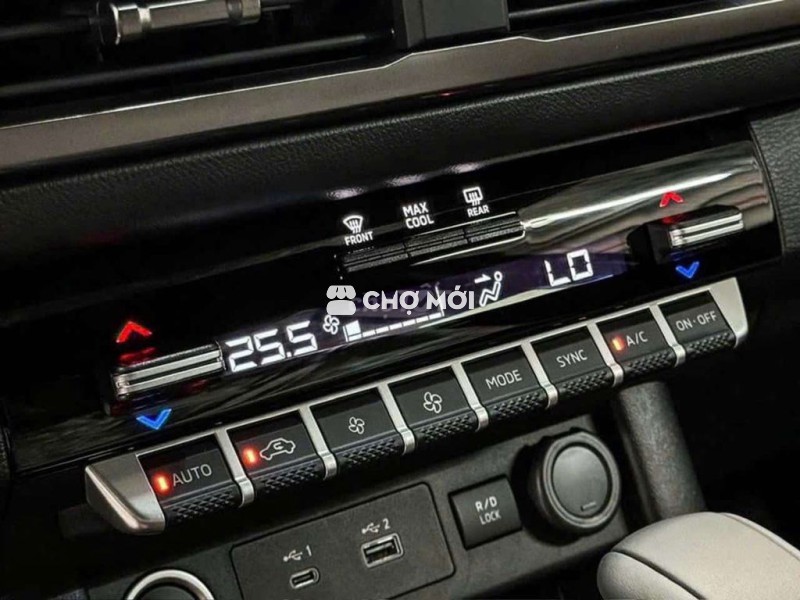 FRONT
MAX
COOL
REAR
CHỢ MỚI
25.5
LO
AUTO
MODE
SYNC
A/C
ON·OFF
1
2
R/D
LOCK